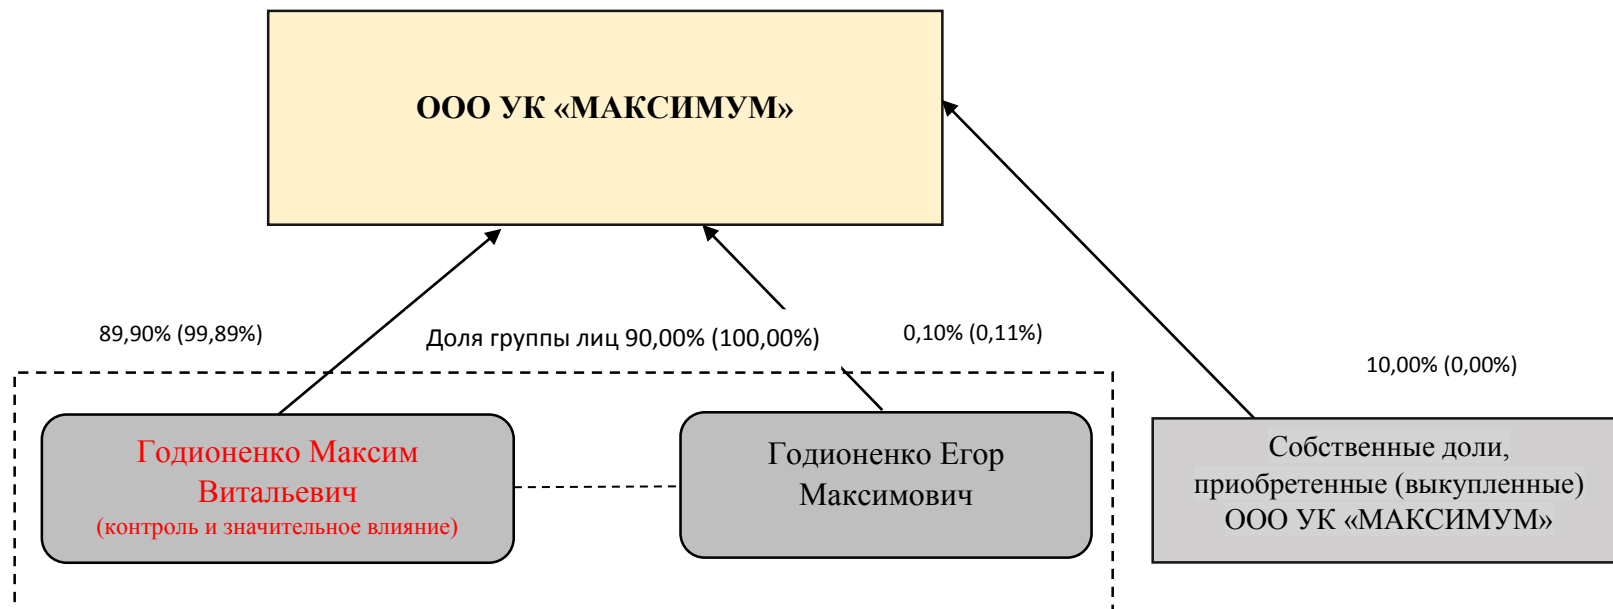 ООО УК «МАКСИМУМ»
89,90% (99,89%)
Доля группы лиц 90,00% (100,00%)
0,10% (0,11%)
10,00% (0,00%)
Годионенко Максим
Витальевич
(контроль и значительное влияние)
Годионенко Егор
Максимович
Собственные доли,
приобретенные (выкупленные)
ООО УК «МАКСИМУМ»